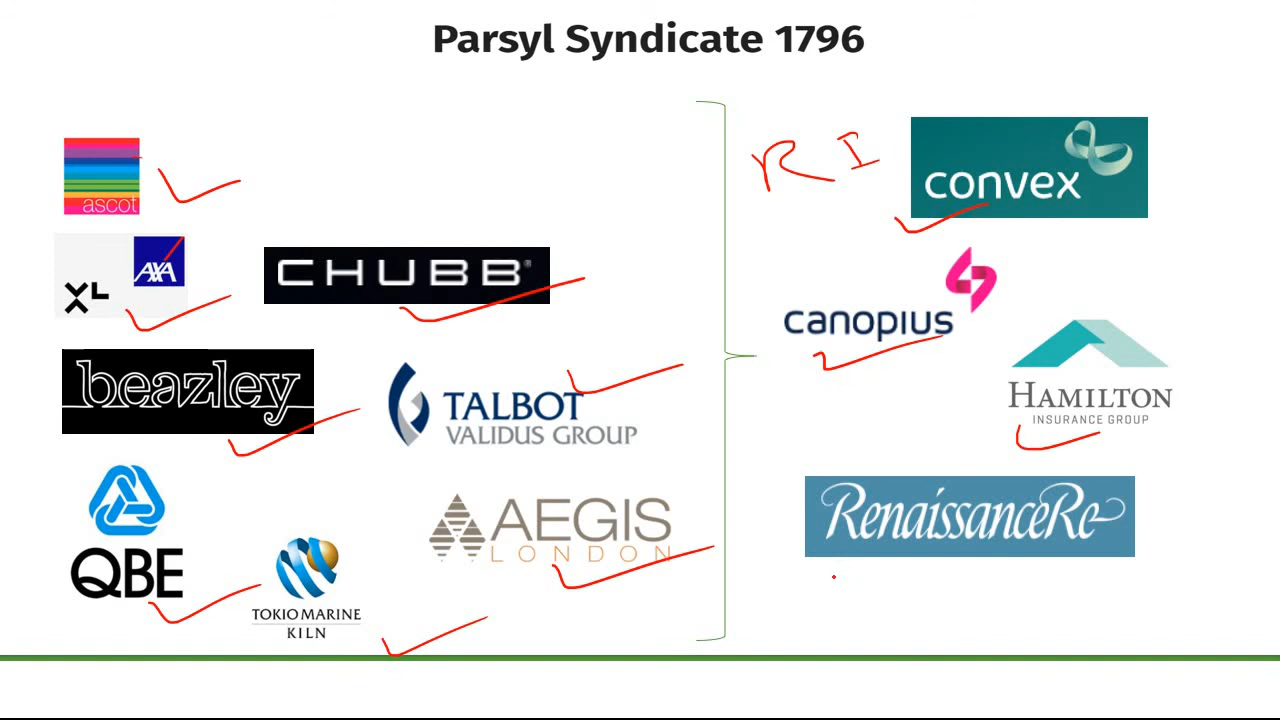 Parsyl Syndicate 1796
ascot
XL
AXA
CHUBB®
beazley
TALBOT
VALIDUS GROUP
QBE
TOKIO MARINE
KILN
AEGIS
LONDON
RI
convex
canopius
HAMILTON
INSURANCE GROUP
RenaissanceRe